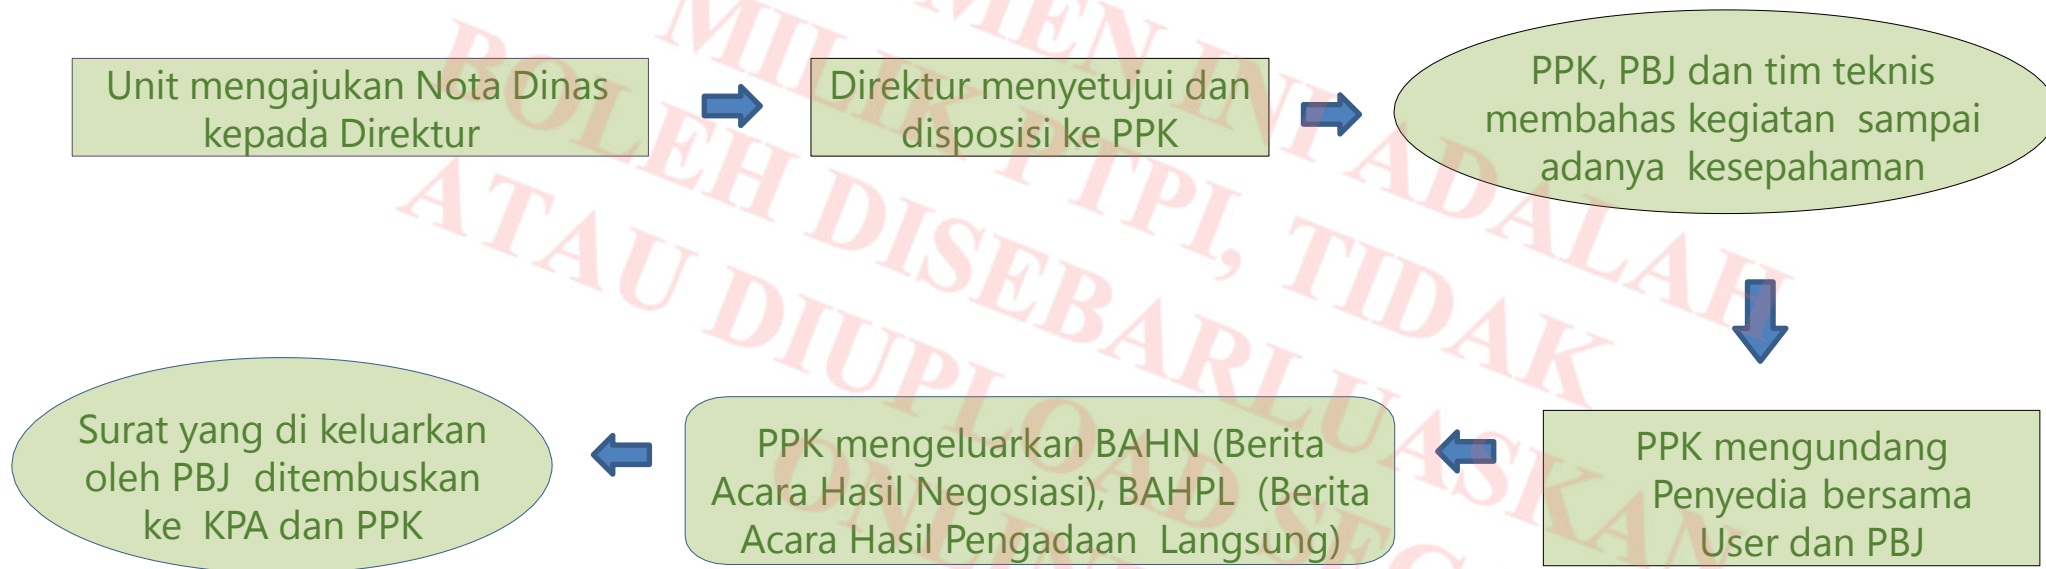 Unit mengajukan Nota Dinas
kepada Direktur
Direktur menyetujui dan
disposisi ke PPK
PPK, PBJ dan tim teknis
membahas kegiatan sampai
adanya kesepahaman
PPK mengundang
Penyedia bersama
User dan PBJ
PPK mengeluarkan BAHN (Berita
Acara Hasil Negosiasi), BAHPL (Berita
Acara Hasil Pengadaan Langsung)
Surat yang di keluarkan
oleh PBJ ditembuskan
ke KPA dan PPK
INI ADALAH
MILIK PTPI, TIDAK
BOLEH DISEBARLUASKAN
ATAU DIUPLOAD